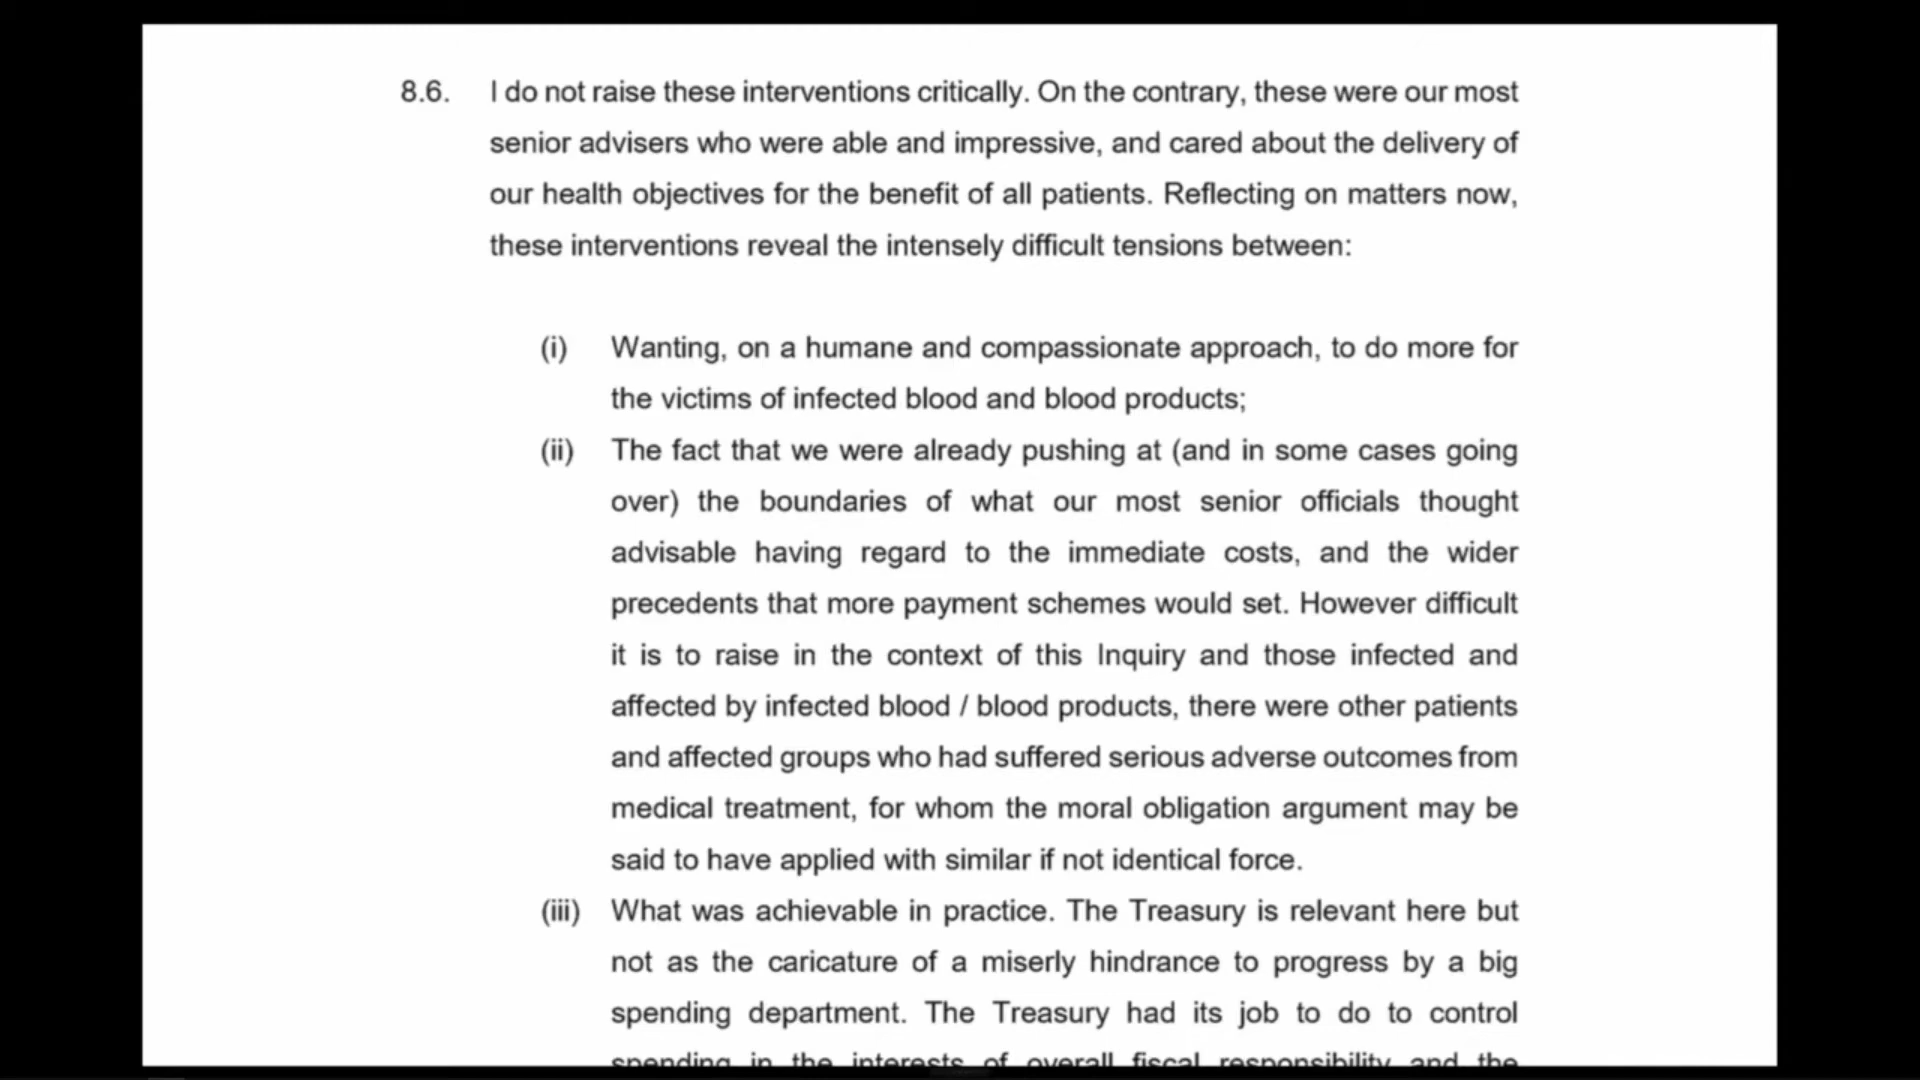 8.6. I do not raise these interventions critically. On the contrary, these were our most
senior advisers who were able and impressive, and cared about the delivery of
our health objectives for the benefit of all patients. Reflecting on matters now,
these interventions reveal the intensely difficult tensions between:
(i) Wanting, on a humane and compassionate approach, to do more for
the victims of infected blood and blood products;
(ii) The fact that we were already pushing at (and in some cases going
over) the boundaries of what our most senior officials thought
advisable having regard to the immediate costs, and the wider
precedents that more payment schemes would set. However difficult
it is to raise in the context of this Inquiry and those infected and
affected by infected blood / blood products, there were other patients
and affected groups who had suffered serious adverse outcomes from
medical treatment, for whom the moral obligation argument may be
said to have applied with similar if not identical force.
(iii) What was achievable in practice. The Treasury is relevant here but
not as the caricature of a miserly hindrance to progress by a big
spending department. The Treasury had its job to do to control
spending in the interests of overall fiscal responsibility and the